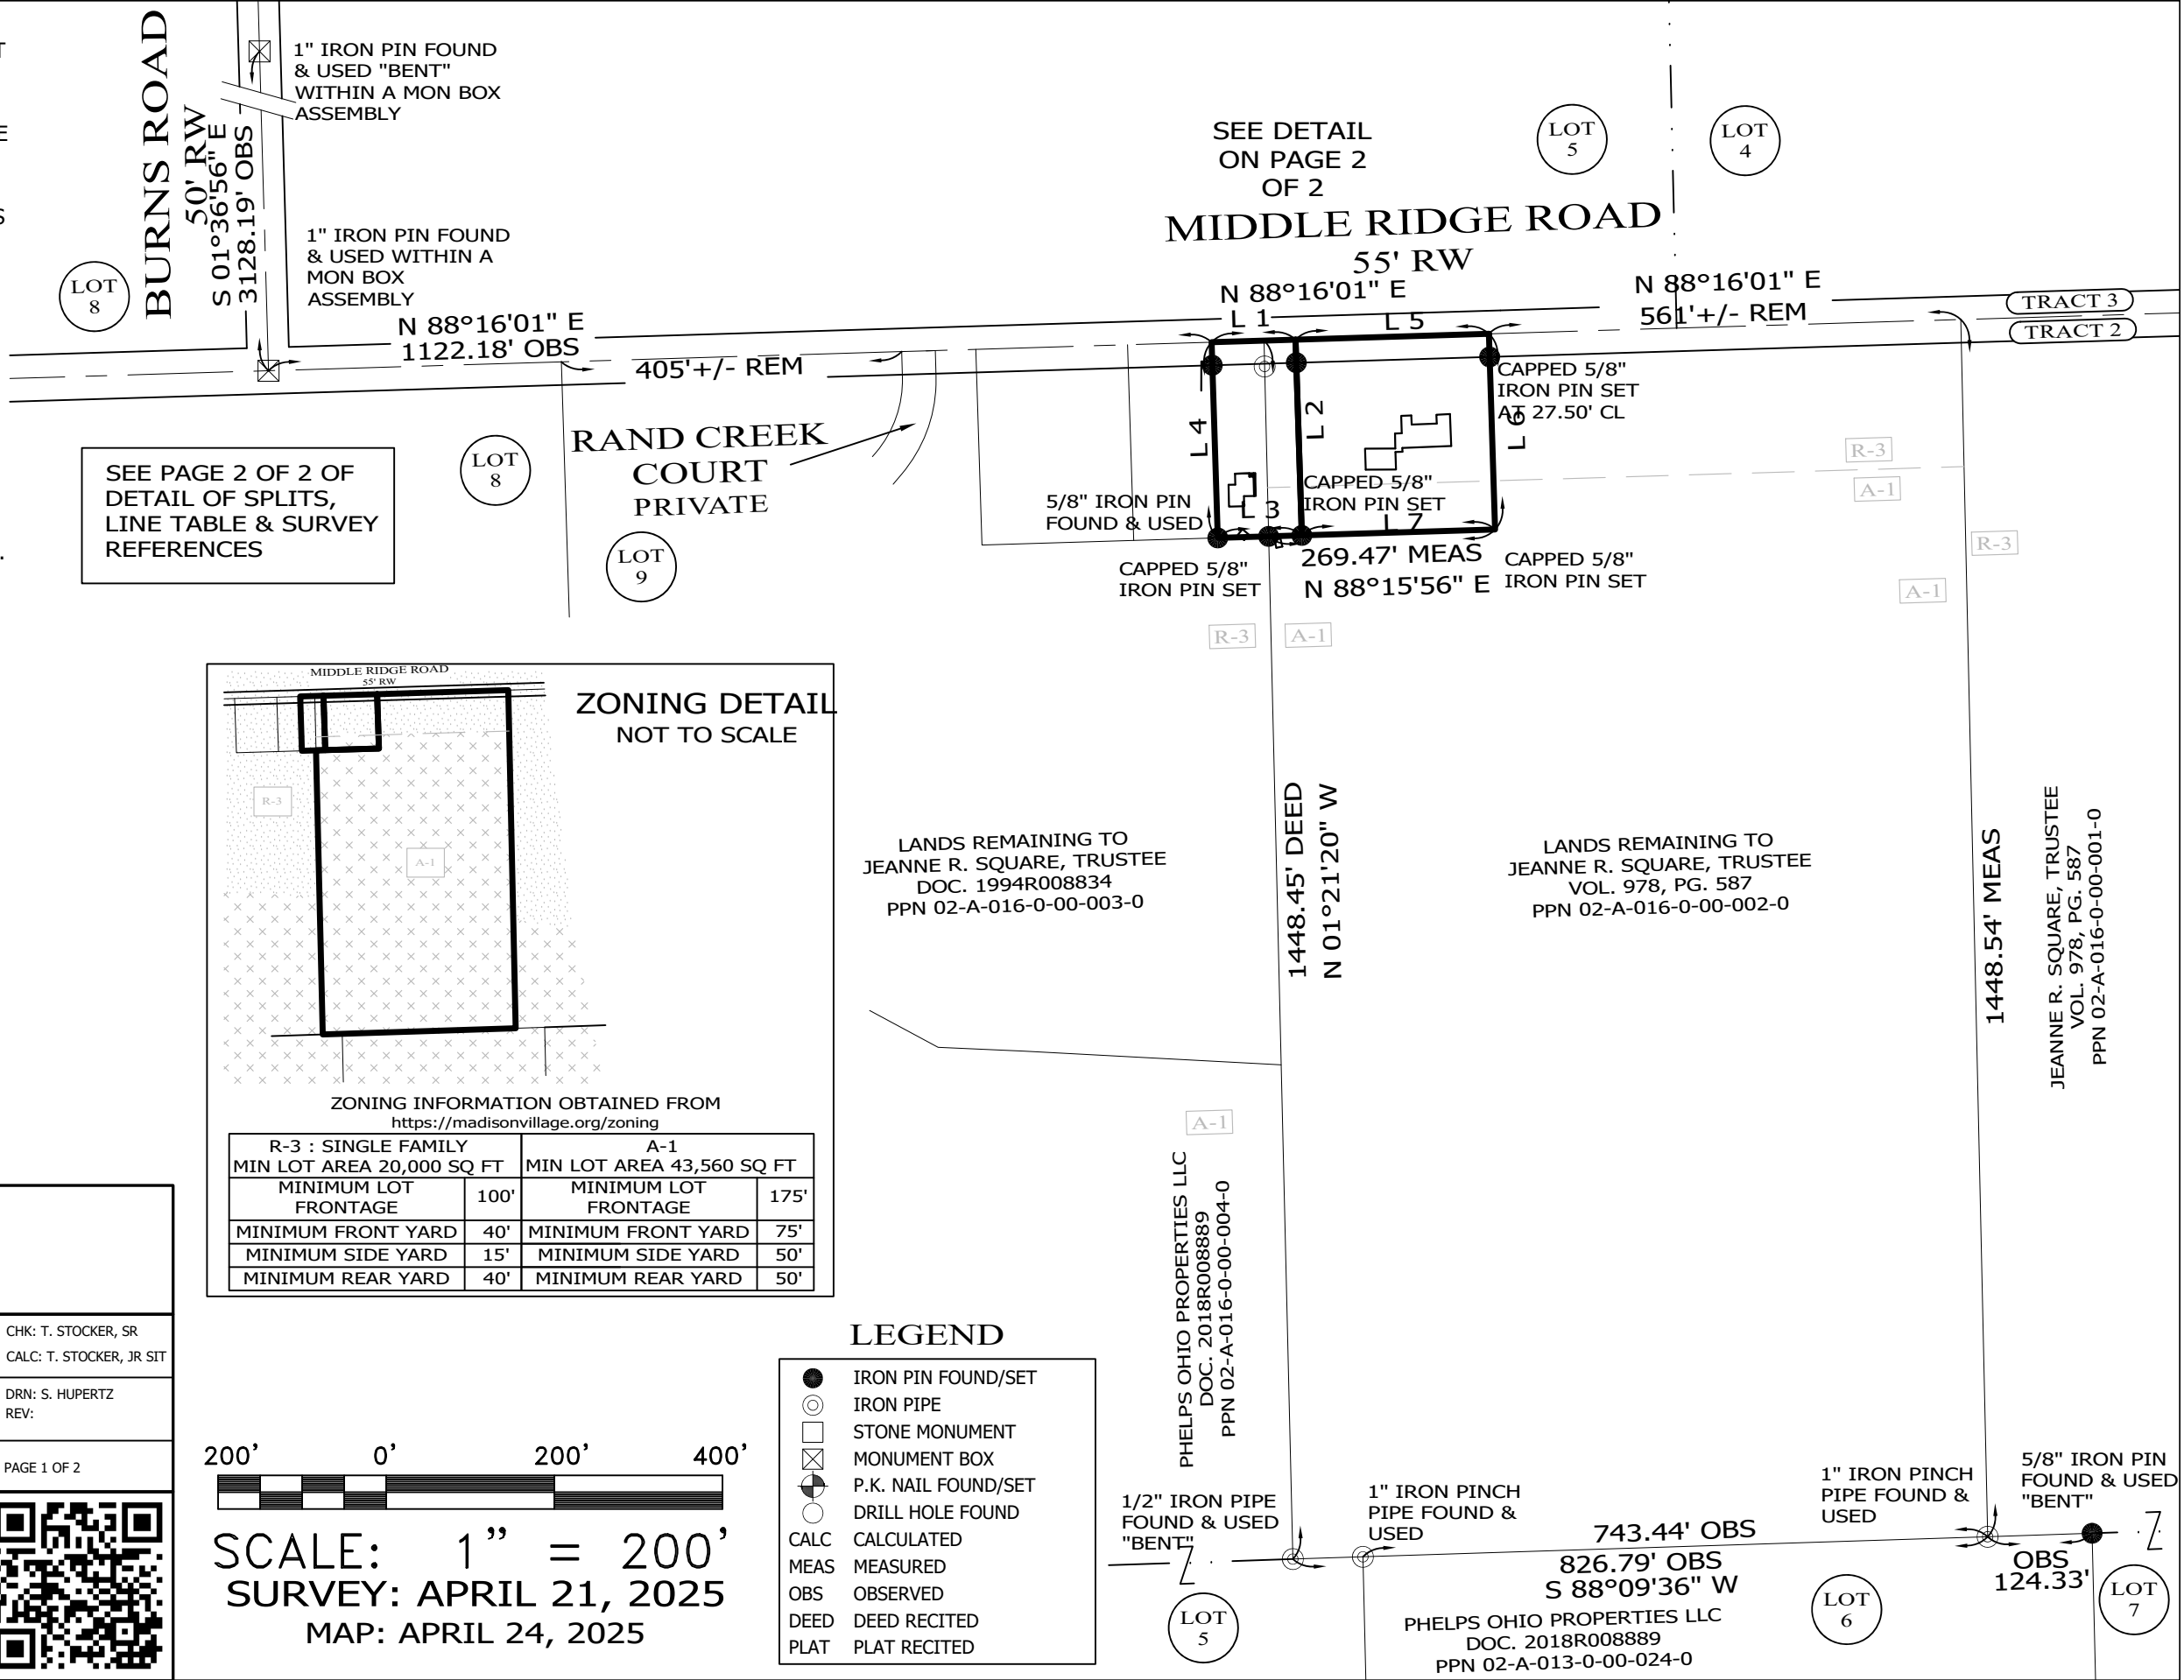 T
E
S
.
BURNS ROAD
50' RW
S 01°36'56" E
3128.19' OBS
1" IRON PIN FOUND
& USED "BENT"
WITHIN A MON BOX
ASSEMBLY
1" IRON PIN FOUND
& USED WITHIN A
MON BOX
ASSEMBLY
LOT
8
N 88°16'01" E
1122.18' OBS
405'+/- REM
SEE DETAIL
ON PAGE 2
OF 2
LOT
5
LOT
4
MIDDLE RIDGE ROAD
55' RW
N 88°16'01" E
L 1
L 5
N 88°16'01" E
561'+/- REM
TRACT 3
TRACT 2
CAPPED 5/8"
IRON PIN SET
AT 27.50' CL
L 4
L 2
L 6
SEE PAGE 2 OF 2 OF
DETAIL OF SPLITS,
LINE TABLE & SURVEY
REFERENCES
LOT
8
RAND CREEK
COURT
PRIVATE
LOT
9
5/8" IRON PIN
FOUND & USED
L 3
CAPPED 5/8"
IRON PIN SET
L 7
269.47' MEAS
N 88°15'56" E
CAPPED 5/8"
IRON PIN SET
CAPPED 5/8"
IRON PIN SET
R-3
A-1
R-3
A-1
R-3
A-1
MIDDLE RIDGE ROAD
55' RW
ZONING DETAIL
NOT TO SCALE
R-3
A-1
ZONING INFORMATION OBTAINED FROM
https://madisonvillage.org/zoning
R-3 : SINGLE FAMILY
MIN LOT AREA 20,000 SQ FT
A-1
MIN LOT AREA 43,560 SQ FT
MINIMUM LOT
FRONTAGE
100'
MINIMUM LOT
FRONTAGE
175'
MINIMUM FRONT YARD 40' MINIMUM FRONT YARD 75'
MINIMUM SIDE YARD 15' MINIMUM SIDE YARD 50'
MINIMUM REAR YARD 40' MINIMUM REAR YARD 50'
LANDS REMAINING TO
JEANNE R. SQUARE, TRUSTEE
DOC. 1994R008834
PPN 02-A-016-0-00-003-0
1448.45' DEED
N 01°21'20" W
LANDS REMAINING TO
JEANNE R. SQUARE, TRUSTEE
VOL. 978, PG. 587
PPN 02-A-016-0-00-002-0
1448.54' MEAS
JEANNE R. SQUARE, TRUSTEE
VOL. 978, PG. 587
PPN 02-A-016-0-00-001-0
A-1
PHELPS OHIO PROPERTIES LLC
DOC. 2018R008889
PPN 02-A-016-0-00-004-0
CHK: T. STOCKER, SR
CALC: T. STOCKER, JR SIT
DRN: S. HUPERTZ
REV:
PAGE 1 OF 2
200' 0' 200' 400'
SCALE: 1" = 200'
SURVEY: APRIL 21, 2025
MAP: APRIL 24, 2025
LEGEND
IRON PIN FOUND/SET
IRON PIPE
STONE MONUMENT
MONUMENT BOX
P.K. NAIL FOUND/SET
DRILL HOLE FOUND
CALC CALCULATED
MEAS MEASURED
OBS OBSERVED
DEED DEED RECITED
PLAT PLAT RECITED
1/2" IRON PIPE
FOUND & USED
"BENT"
1" IRON PINCH
PIPE FOUND &
USED
1" IRON PINCH
PIPE FOUND &
USED
5/8" IRON PIN
FOUND & USED
"BENT"
743.44' OBS
826.79' OBS
S 88°09'36" W
OBS
124.33'
LOT
5
LOT
6
LOT
7
PHELPS OHIO PROPERTIES LLC
DOC. 2018R008889
PPN 02-A-013-0-00-024-0